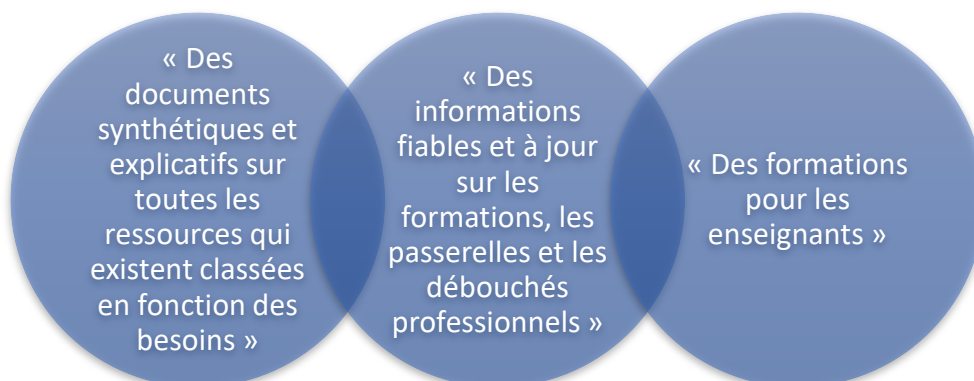 « Des
documents
synthétiques et
explicatifs sur
toutes les
ressources qui
existent classées
en fonction des
besoins »
« Des
informations
fiables et à jour
sur les
formations, les
passerelles et les
débouchés
professionnels »
« Des formations
pour les
enseignants »